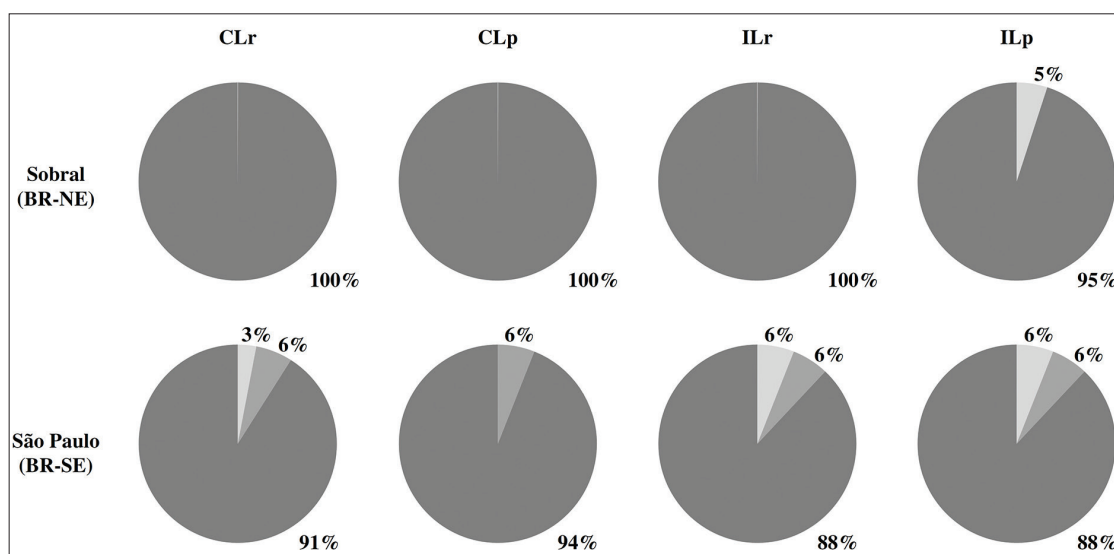 CLr CLp ILr ILp
5%
Sobral
(BR-NE)
100% 100% 100% 95%
3% 6% 6% 6% 6% 6% 6%
São Paulo
(BR-SE)
91% 94% 88% 88%